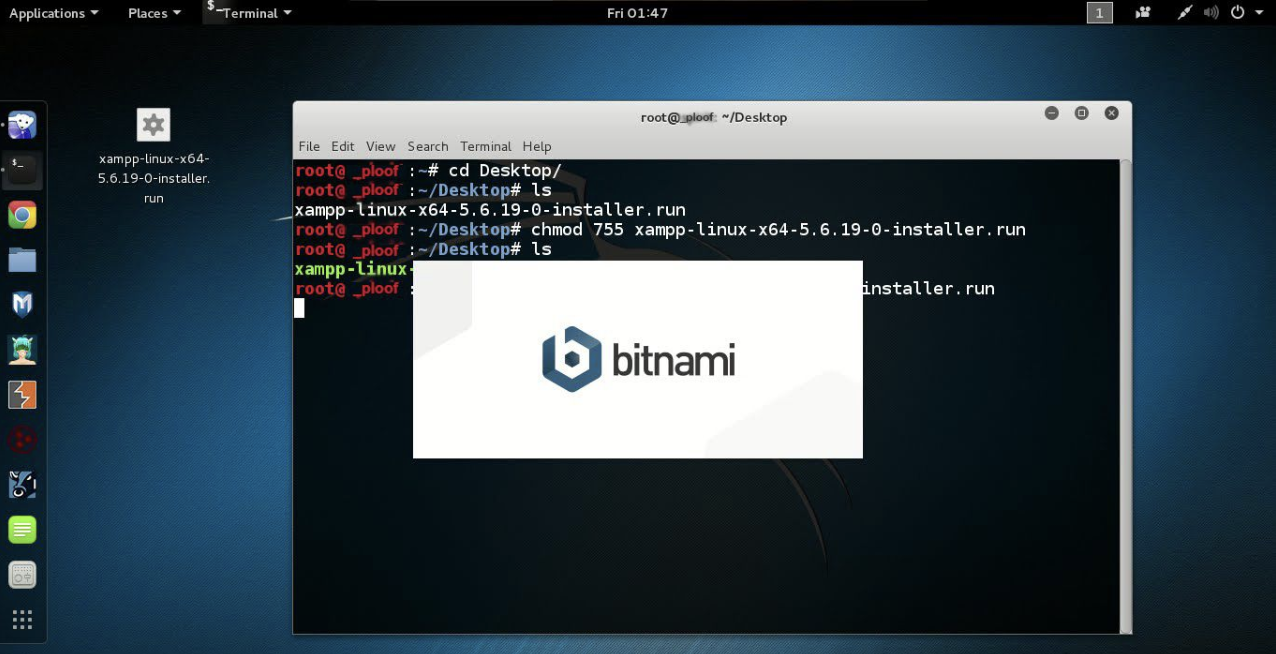 Applications Places Terminal Fri 01:47 1
xampp-linux-x64-
5.6.19-0-installer.
run
root@_ploof: ~/Desktop
File Edit View Search Terminal Help
root@ _ploof :~# cd Desktop/
root@ _ploof :~/Desktop# ls
xampp-linux-x64-5.6.19-0-installer.run
root@ _ploof :~/Desktop# chmod 755 xampp-linux-x64-5.6.19-0-installer.run
root@ _ploof :~/Desktop# ls
xampp-linux-
root@ _ploof : installer.run
bitnami